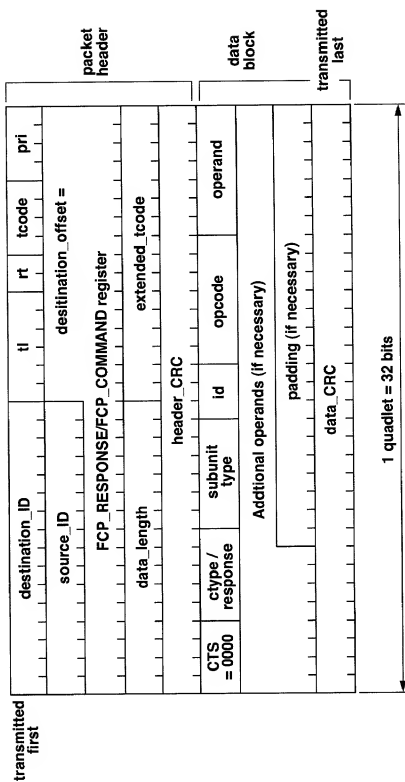 transmitted
first
destination_ID
tl
rt
tcode
pri
source_ID
desitination_offset =
FCP_RESPONSE/FCP_COMMAND register
data_length
extended_tcode
header_CRC
packet
header
CTS
= 0000
ctype /
response
subunit
type
id
opcode
operand
Addtional operands (if necessary)
padding (if necessary)
data
block
data_CRC
transmitted
last
1 quadlet = 32 bits